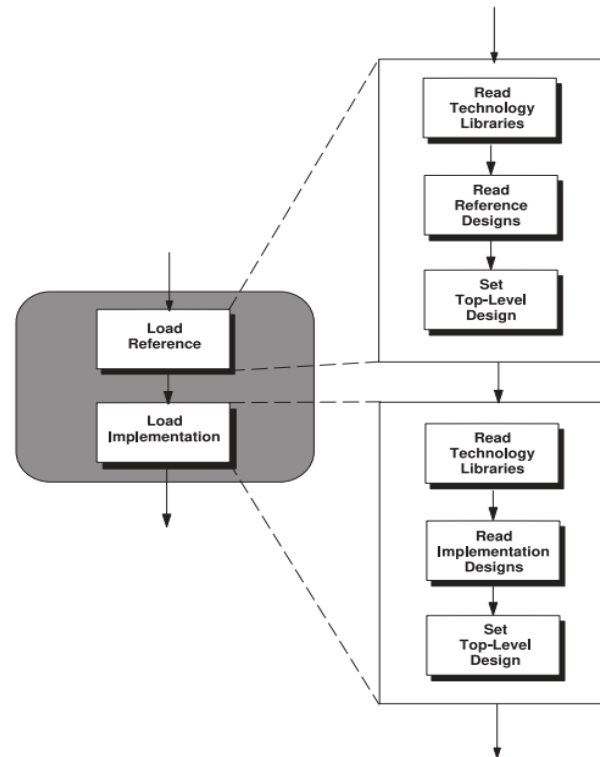 Load
Reference
Load
Implementation
Read
Technology
Libraries
Read
Reference
Designs
Set
Top-Level
Design
Read
Technology
Libraries
Read
Implementation
Designs
Set
Top-Level
Design